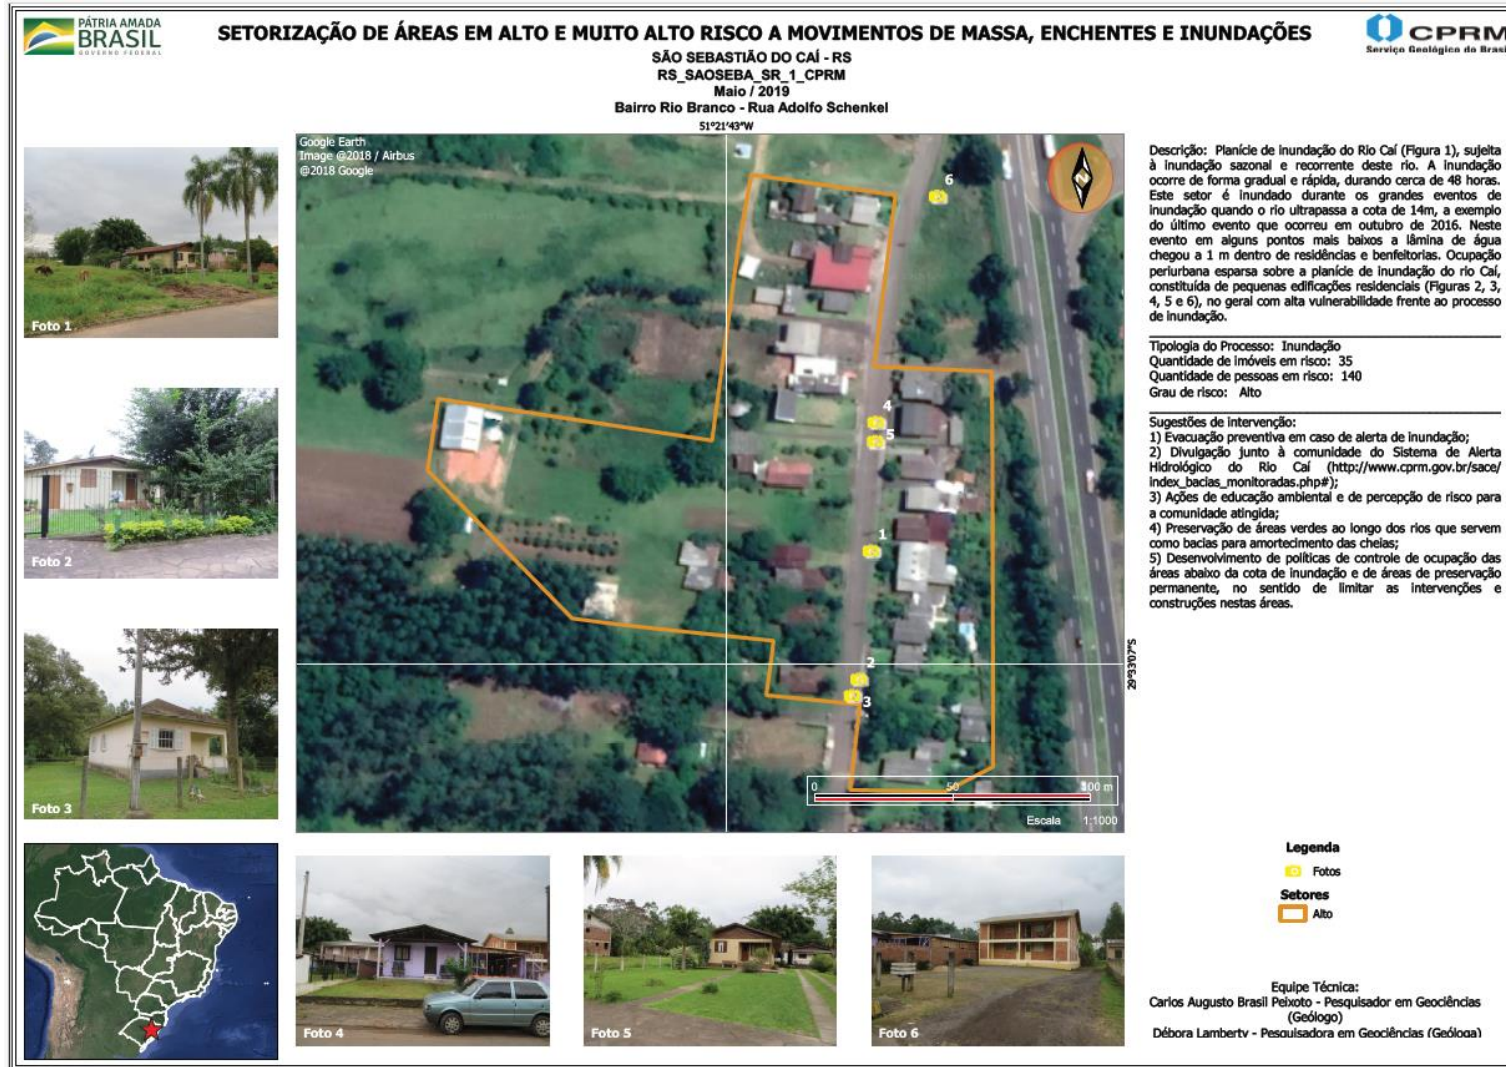 PÁTRIA AMADA
BRASIL
GOVERNO FEDERAL
SETORIZAÇÃO DE ÁREAS EM ALTO E MUITO ALTO RISCO A MOVIMENTOS DE MASSA, ENCHENTES E INUNDAÇÕES
SÃO SEBASTIÃO DO CAÍ - RS
RS_SAOSEBA_SR_1_CPRM
Maio / 2019
Bairro Rio Branco - Rua Adolfo Schenkel
CPRM
Serviço Geológico do Brasi
51°21'43"W
Google Earth
Image @2018 / Airbus
@2018 Google
N
6
4
5
1
2
3
29°33'07"S
0 50 100 m
Escala 1:1000
Foto 1
Foto 2
Foto 3
Foto 4
Foto 5
Foto 6
Descrição: Planície de inundação do Rio Caí (Figura 1), sujeita
à inundação sazonal e recorrente deste rio. A inundação
ocorre de forma gradual e rápida, durando cerca de 48 horas.
Este setor é inundado durante os grandes eventos de
inundação quando o rio ultrapassa a cota de 14m, a exemplo
do último evento que ocorreu em outubro de 2016. Neste
evento em alguns pontos mais baixos a lâmina de água
chegou a 1 m dentro de residências e benfeitorias. Ocupação
periurbana esparsa sobre a planície de inundação do rio Caí,
constituída de pequenas edificações residenciais (Figuras 2, 3,
4, 5 e 6), no geral com alta vulnerabilidade frente ao processo
de inundação.
Tipologia do Processo: Inundação
Quantidade de imóveis em risco: 35
Quantidade de pessoas em risco: 140
Grau de risco: Alto
Sugestões de intervenção:
1) Evacuação preventiva em caso de alerta de inundação;
2) Divulgação junto à comunidade do Sistema de Alerta
Hidrológico do Rio Caí (http://www.cprm.gov.br/sace/
index_bacias_monitoradas.php#);
3) Ações de educação ambiental e de percepção de risco para
a comunidade atingida;
4) Preservação de áreas verdes ao longo dos rios que servem
como bacias para amortecimento das cheias;
5) Desenvolvimento de políticas de controle de ocupação das
áreas abaixo da cota de inundação e de áreas de preservação
permanente, no sentido de limitar as intervenções e
construções nestas áreas.
Legenda
Fotos
Setores
Alto
Equipe Técnica:
Carlos Augusto Brasil Peixoto - Pesquisador em Geociências
(Geólogo)
Débora Lamberty - Pesquisadora em Geociências (Geóloga)